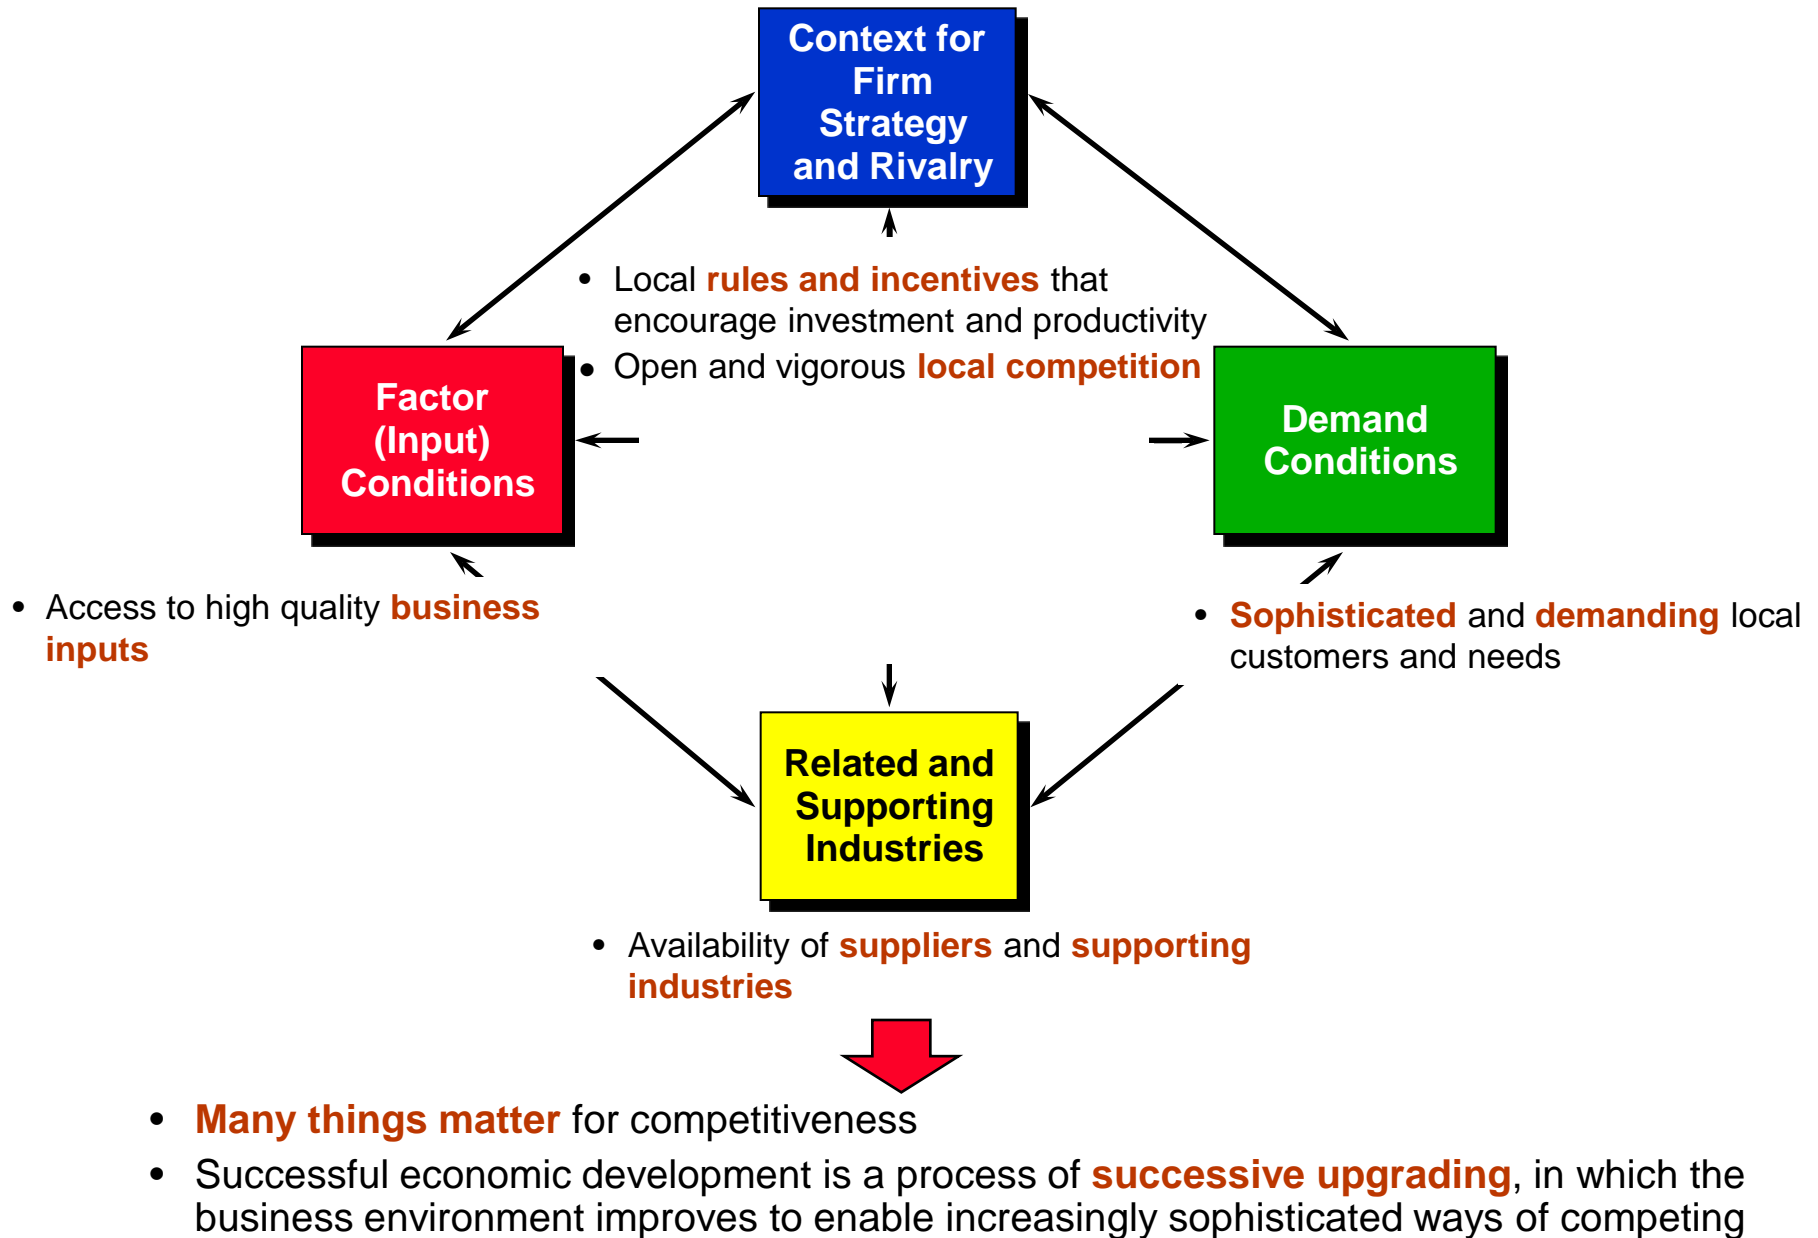 Context for
Firm
Strategy
and Rivalry
• Local rules and incentives that
encourage investment and productivity
• Open and vigorous local competition
Factor
(Input)
Conditions
Demand
Conditions
• Access to high quality business
inputs
• Sophisticated and demanding local
customers and needs
Related and
Supporting
Industries
• Availability of suppliers and supporting
industries
• Many things matter for competitiveness
• Successful economic development is a process of successive upgrading, in which the
business environment improves to enable increasingly sophisticated ways of competing